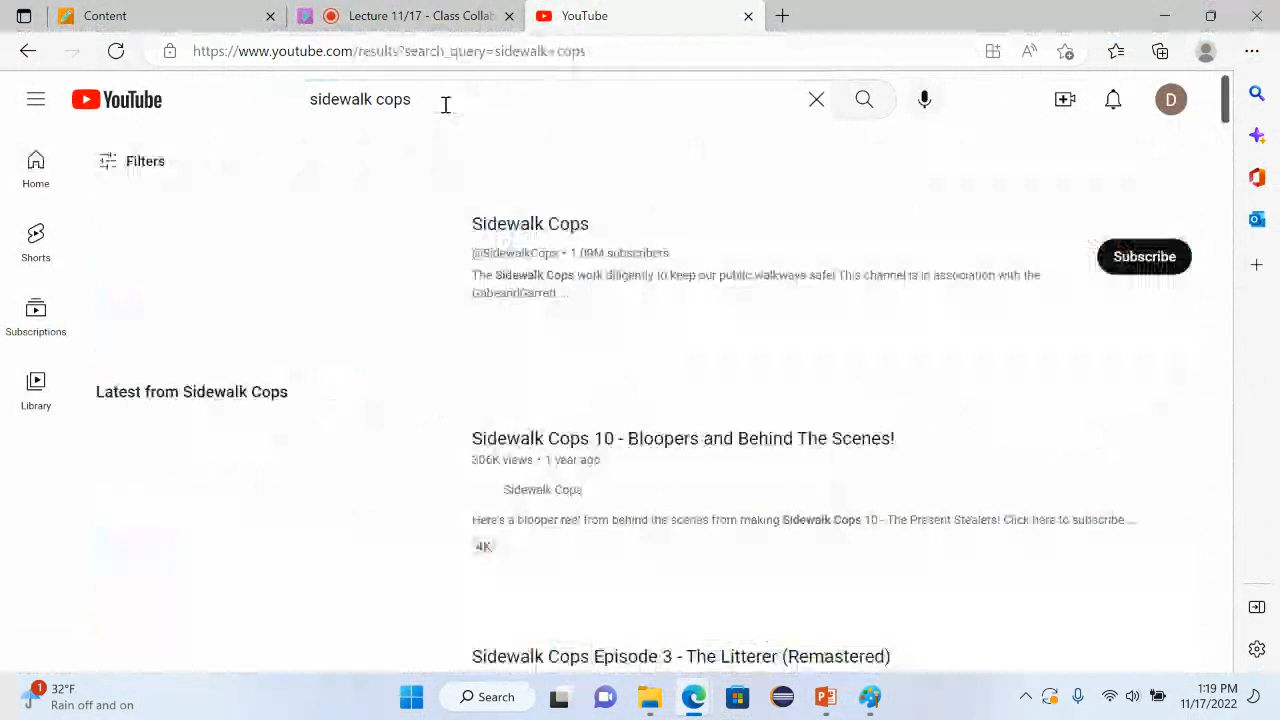 Content
Lecture 11/17 - Class Collab
YouTube
https://www.youtube.com/results?search_query=sidewalk+cops
YouTube
sidewalk cops
D
Filters
Home
Shorts
Subscriptions
Library
Sidewalk Cops
@SidewalkCops • 1.09M subscribers
The Sidewalk Cops work diligently to keep our public walkways safe! This channel is in association with the
GabeandGarrett ...
Subscribe
Latest from Sidewalk Cops
Sidewalk Cops 10 - Bloopers and Behind The Scenes!
306K views • 1 year ago
Sidewalk Cops
Here's a blooper reel from behind the scenes from making Sidewalk Cops 10 - The Present Stealers! Click here to subscribe ...
4K
Sidewalk Cops Episode 3 - The Litterer (Remastered)
1
32°F
Rain off and on
Search
1:19 PM
11/17/2022